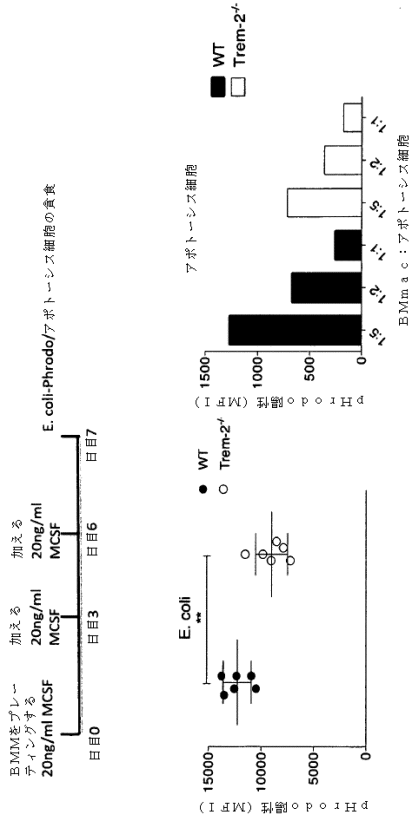 BMMをプレー
ティングする
20ng/ml MCSF
加える
20ng/ml
MCSF
加える
20ng/ml
MCSF
E. coli-Phrodo/アポトーシス細胞の貪食
日目0
日目3
日目6
日目7
E. coli
**
WT
Trem-2-/-
pHrodo陽性(MFI)
15000
10000
5000
0
アポトーシス細胞
WT
Trem-2-/-
pHrodo陽性(MFI)
1500
1000
500
0
1:5
1:2
1:1
1:5
1:2
1:1
BMmac:アポトーシス細胞